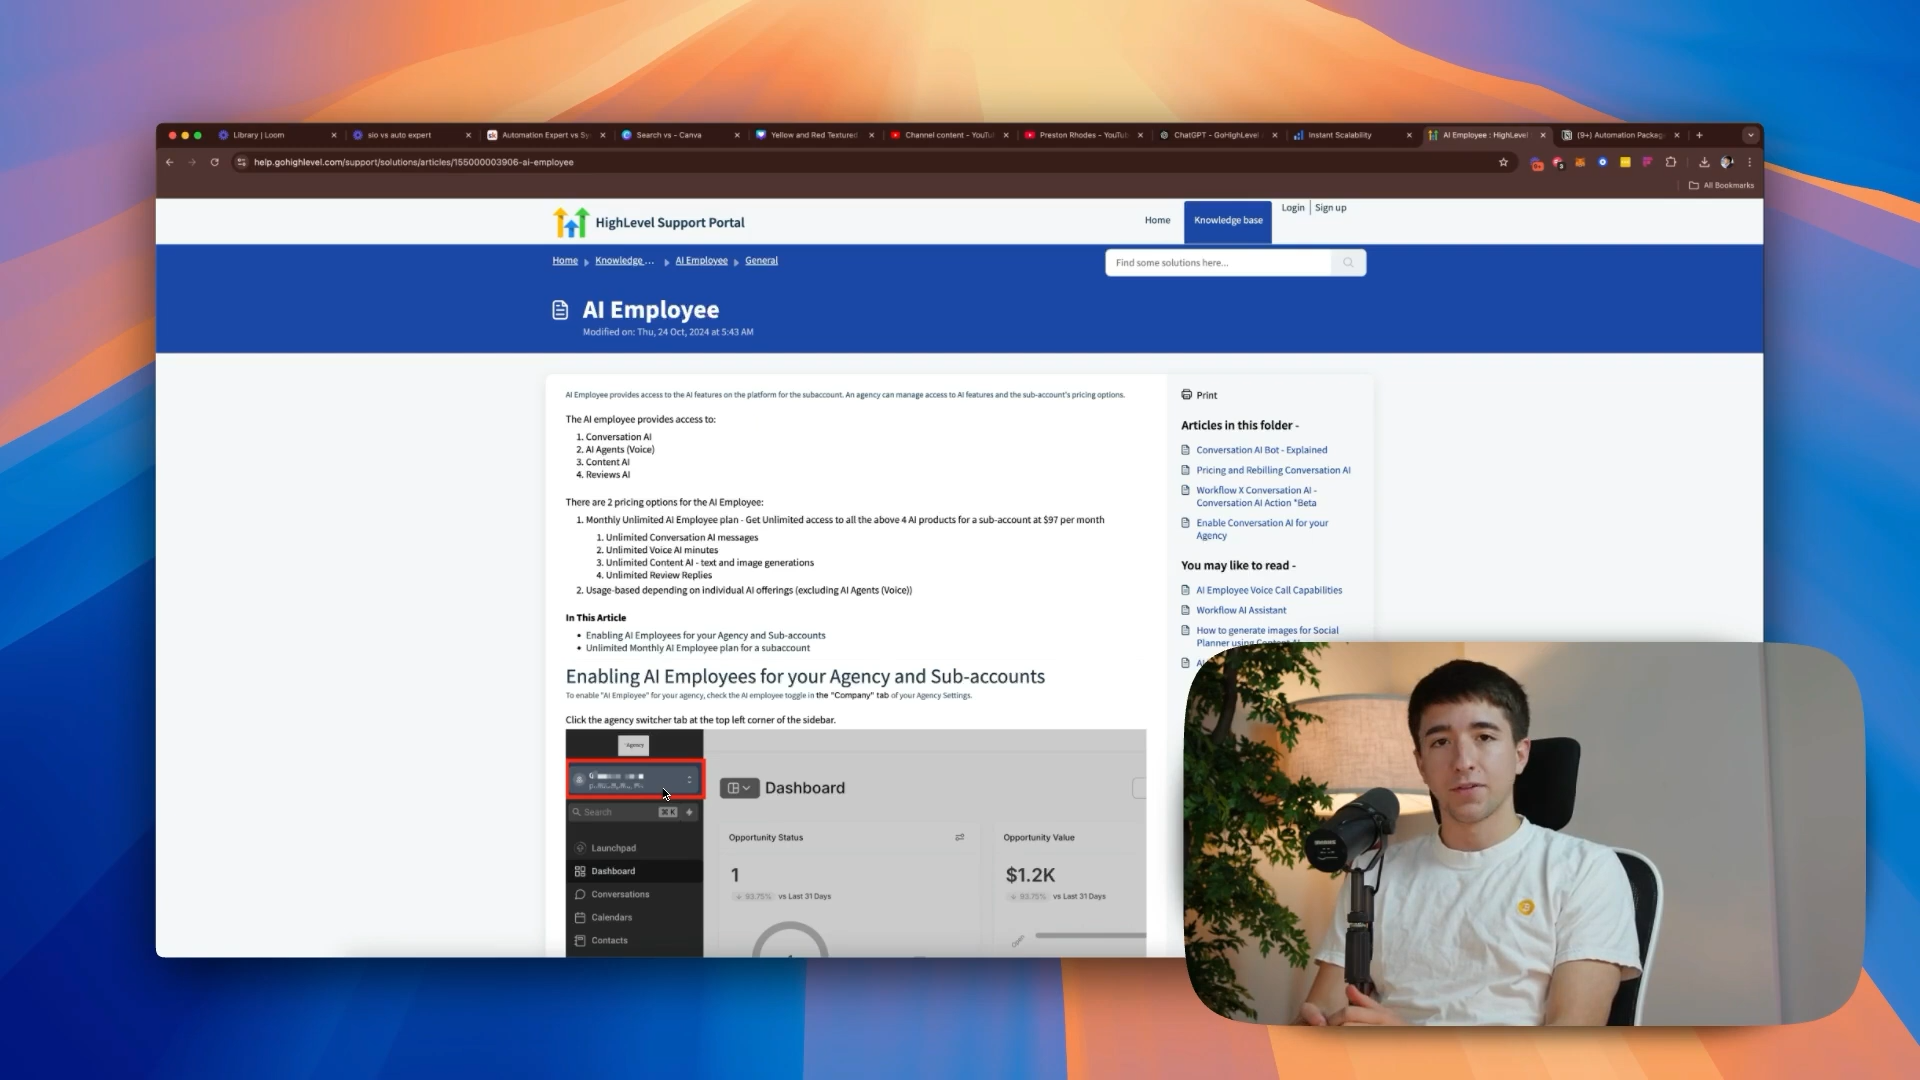 Library | Loom
sio vs auto expert
Automation Expert vs Sy
Search vs - Canva
Yellow and Red Textured
Channel content - YouTu
Preston Rhodes - YouTub
ChatGPT - GoHighLevel
Instant Scalability
AI Employee : HighLevel
(9+) Automation Packag
help.gohighlevel.com/support/solutions/articles/155000003906-ai-employee
All Bookmarks
HighLevel Support Portal
Home
Knowledge base
Login
Sign up
Home
Knowledge ...
AI Employee
General
Find some solutions here...
AI Employee
Modified on: Thu, 24 Oct, 2024 at 5:43 AM
AI Employee provides access to the AI features on the platform for the subaccount. An agency can manage access to AI features and the sub-account's pricing options.
The AI employee provides access to:
1. Conversation AI
2. AI Agents (Voice)
3. Content AI
4. Reviews AI
There are 2 pricing options for the AI Employee:
1. Monthly Unlimited AI Employee plan - Get Unlimited access to all the above 4 AI products for a sub-account at $97 per month
1. Unlimited Conversation AI messages
2. Unlimited Voice AI minutes
3. Unlimited Content AI - text and image generations
4. Unlimited Review Replies
2. Usage-based depending on individual AI offerings (excluding AI Agents (Voice))
In This Article
• Enabling AI Employees for your Agency and Sub-accounts
• Unlimited Monthly AI Employee plan for a subaccount
Enabling AI Employees for your Agency and Sub-accounts
To enable "AI Employee" for your agency, check the AI employee toggle in the "Company" tab of your Agency Settings.
Click the agency switcher tab at the top left corner of the sidebar.
Agency
Search
⌘ K
Launchpad
Dashboard
Conversations
Calendars
Contacts
Dashboard
Opportunity Status
1
93.75% vs Last 31 Days
Opportunity Value
$1.2K
93.75% vs Last 31 Days
Print
Articles in this folder -
Conversation AI Bot - Explained
Pricing and Rebilling Conversation AI
Workflow X Conversation AI -
Conversation AI Action *Beta
Enable Conversation AI for your
Agency
You may like to read -
AI Employee Voice Call Capabilities
Workflow AI Assistant
How to generate images for Social
Planner using Content AI